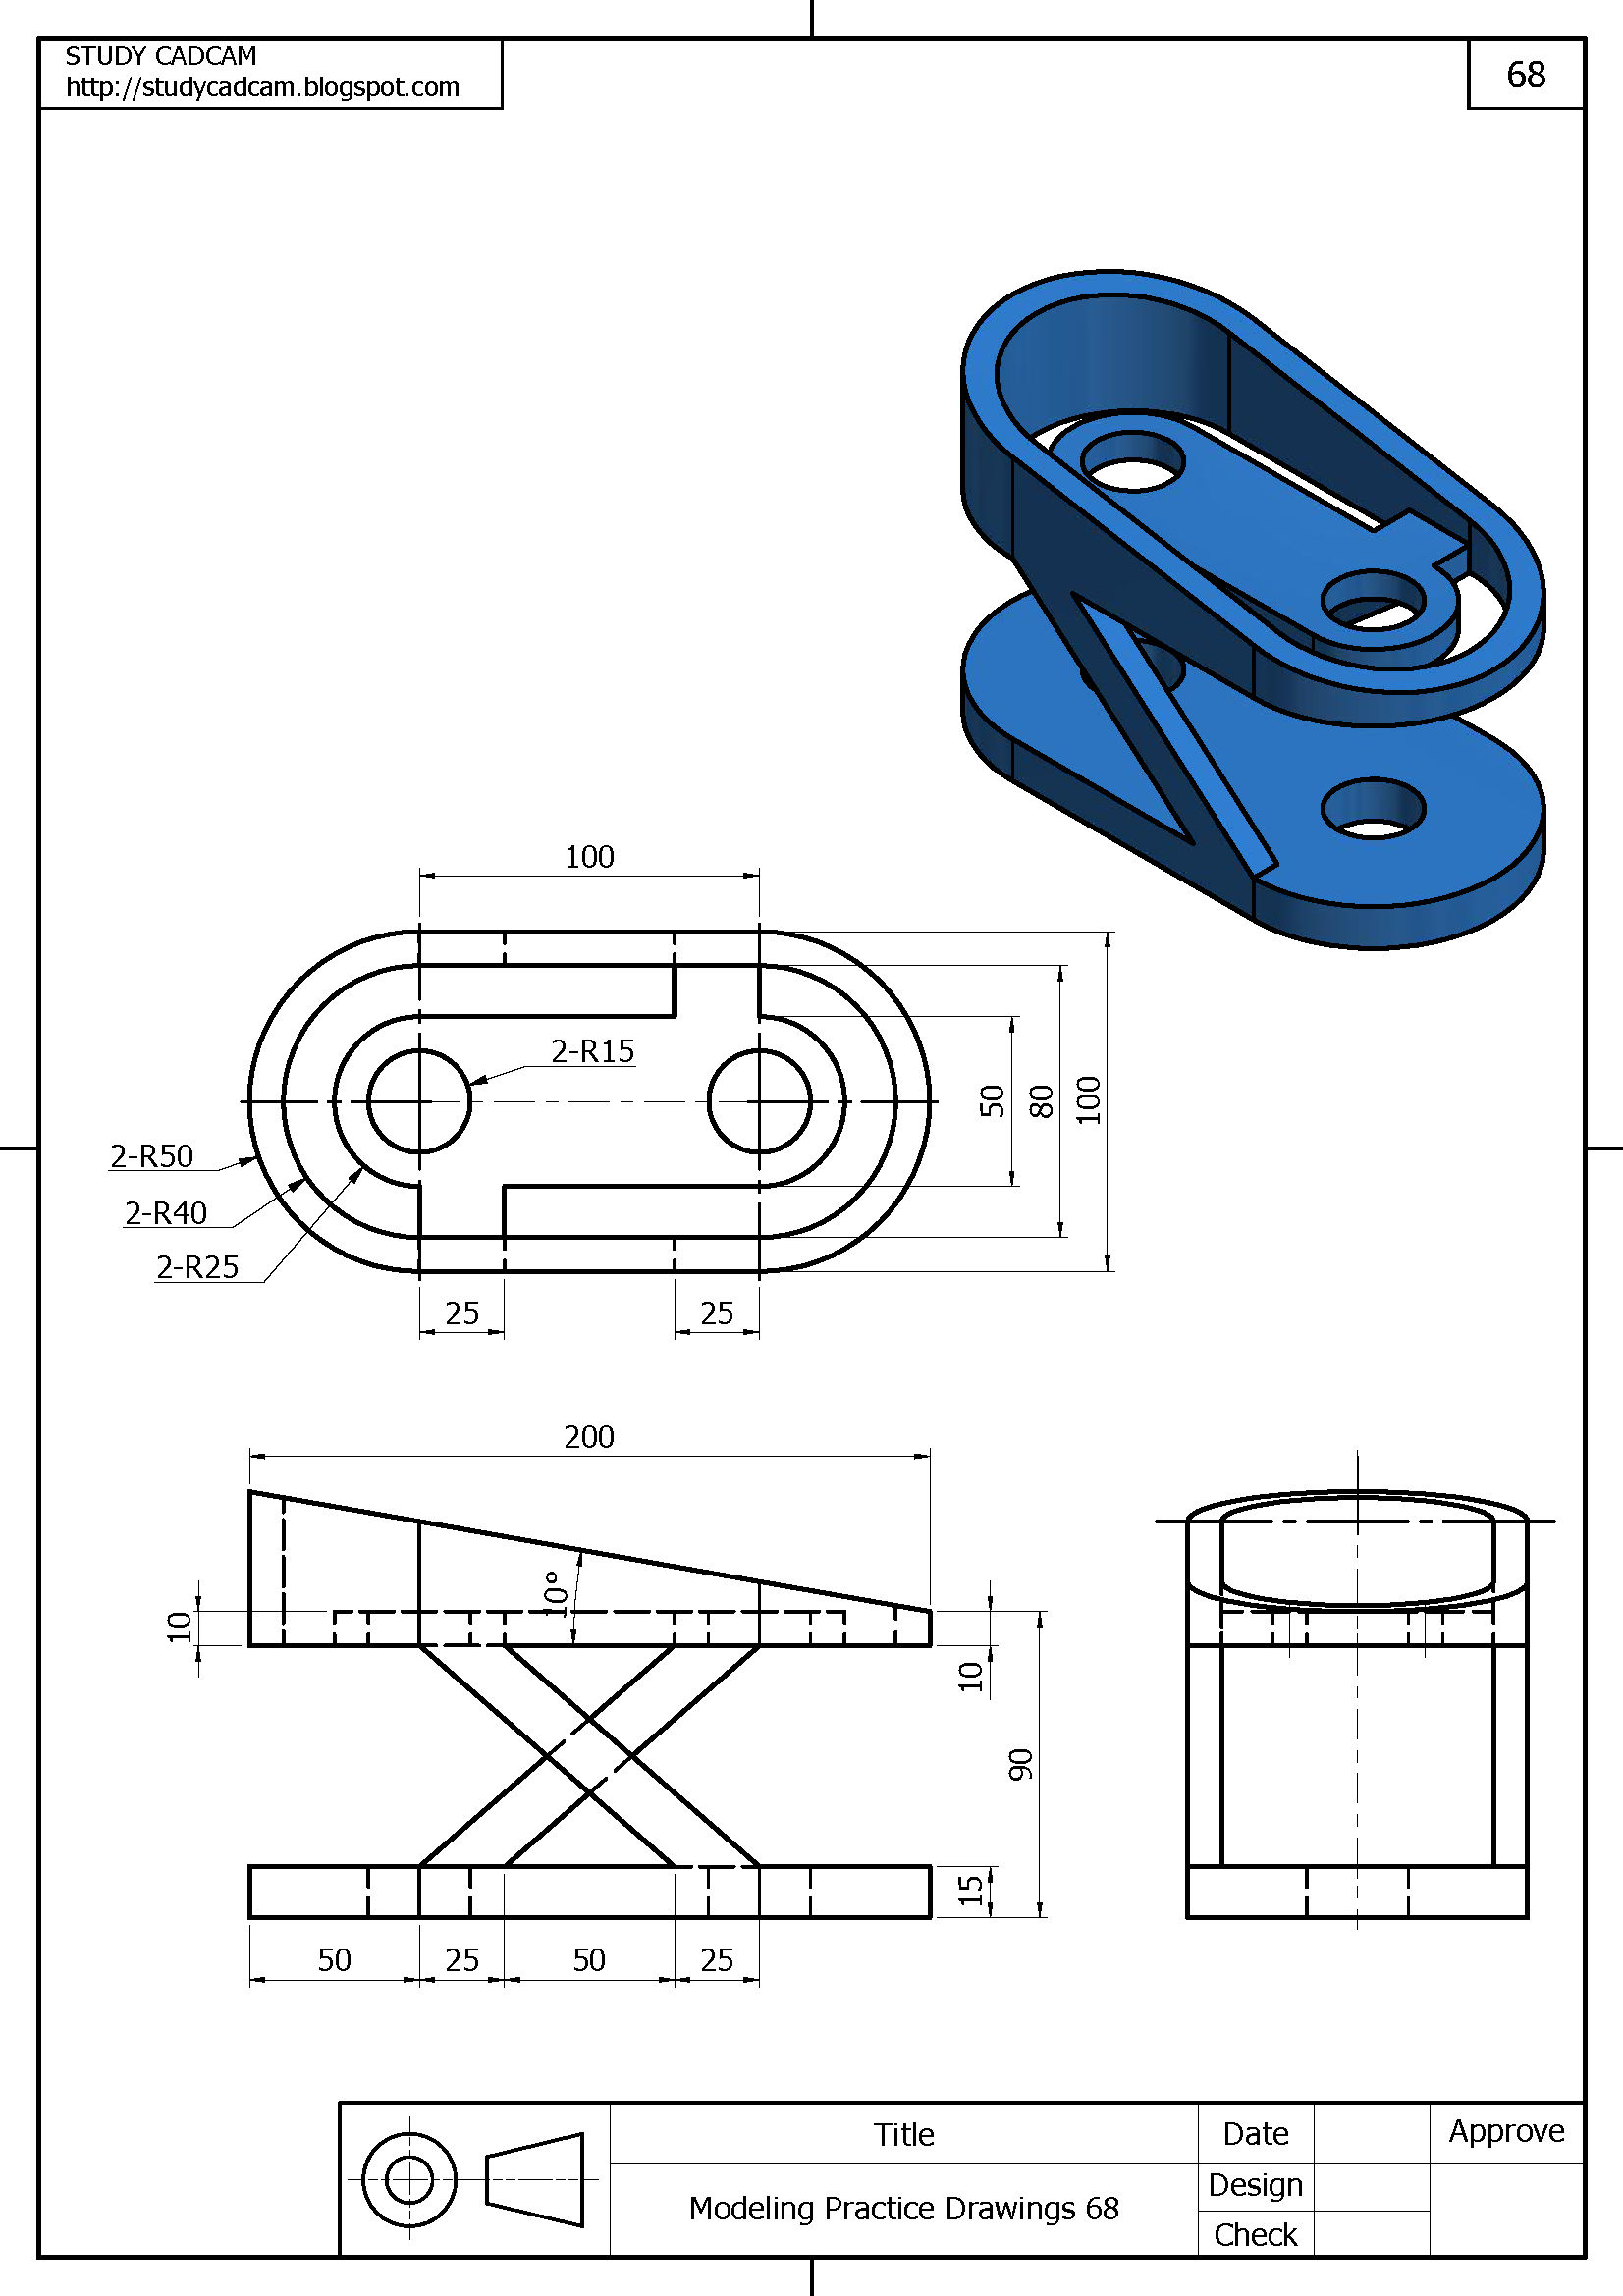 STUDY CADCAM
http://studycadcam.blogspot.com
68
100
2-R15
50
80
100
2-R50
2-R40
2-R25
25
25
200
10°
10
10
90
15
50
25
50
25
Title
Date
Approve
Modeling Practice Drawings 68
Design
Check